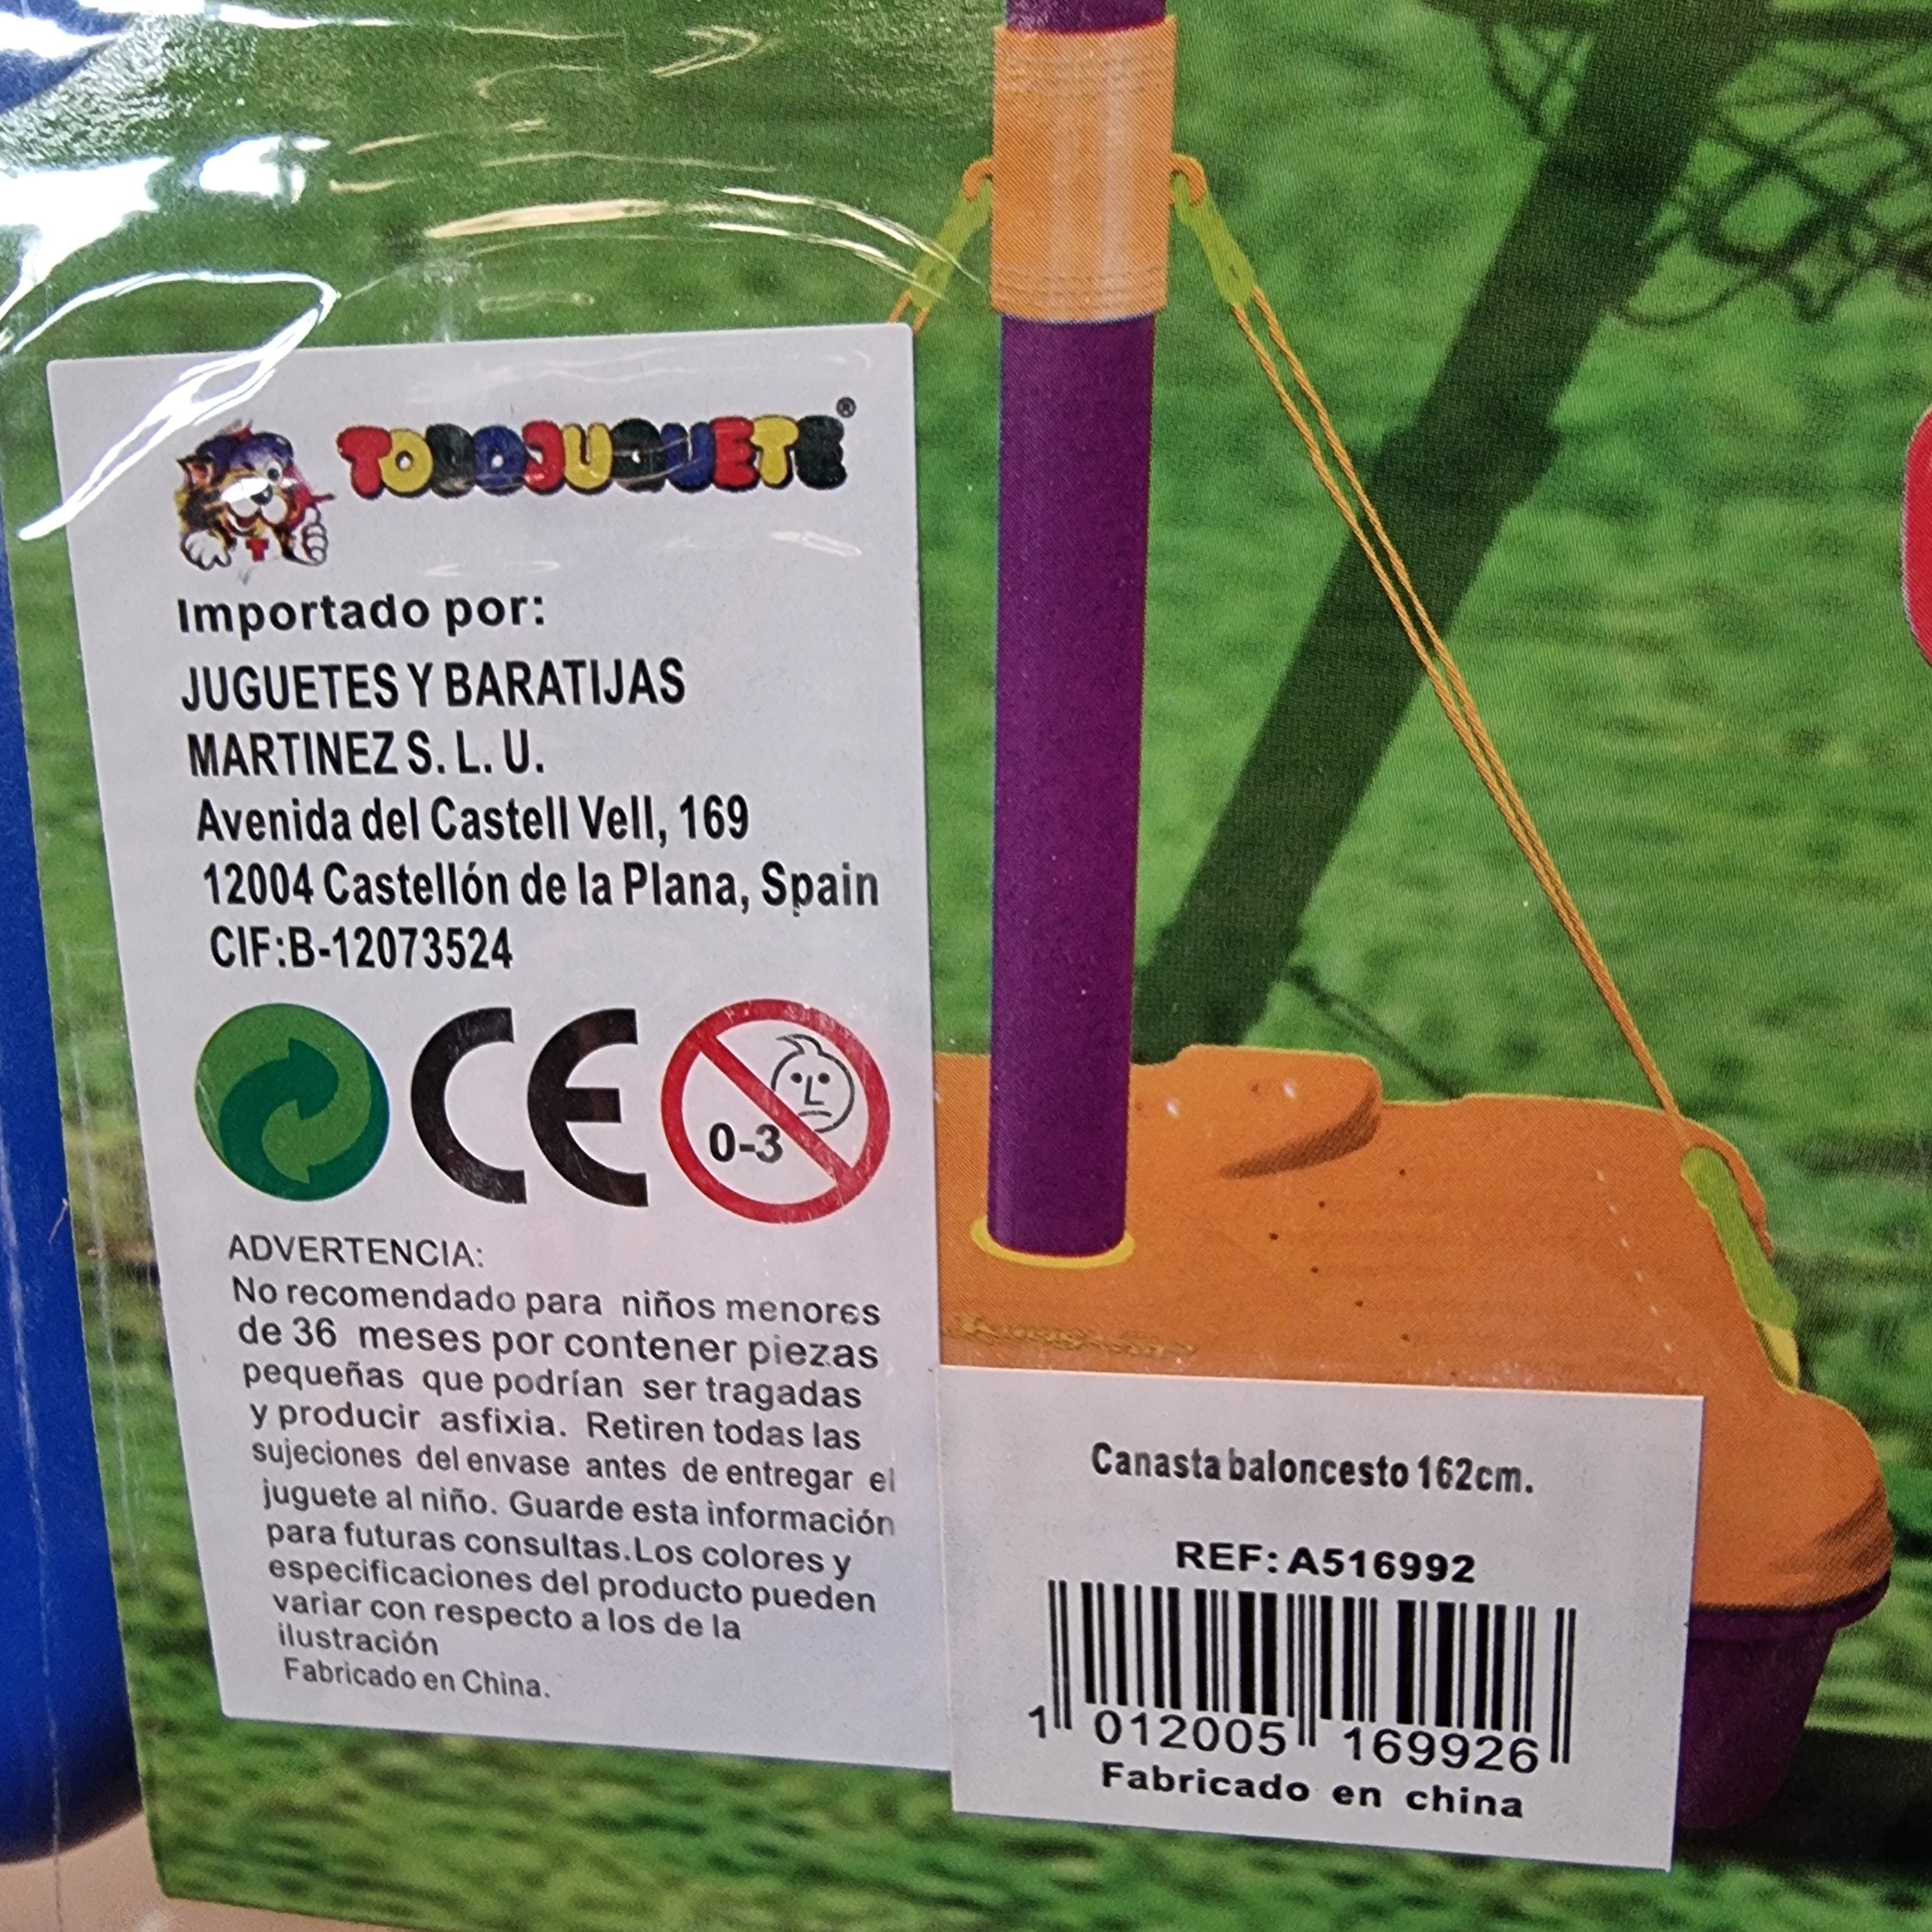 TODOJUGUETE®
Importado por:
JUGUETES Y BARATIJAS
MARTINEZ S. L. U.
Avenida del Castell Vell, 169
12004 Castellón de la Plana, Spain
CIF:B-12073524
CE
0-3
ADVERTENCIA:
No recomendado para niños menores
de 36 meses por contener piezas
pequeñas que podrían ser tragadas
y producir asfixia. Retiren todas las
sujeciones del envase antes de entregar el
juguete al niño. Guarde esta información
para futuras consultas.Los colores y
especificaciones del producto pueden
variar con respecto a los de la
ilustración
Fabricado en China.
Canasta baloncesto 162cm.
REF: A516992
1 012005 169926
Fabricado en china